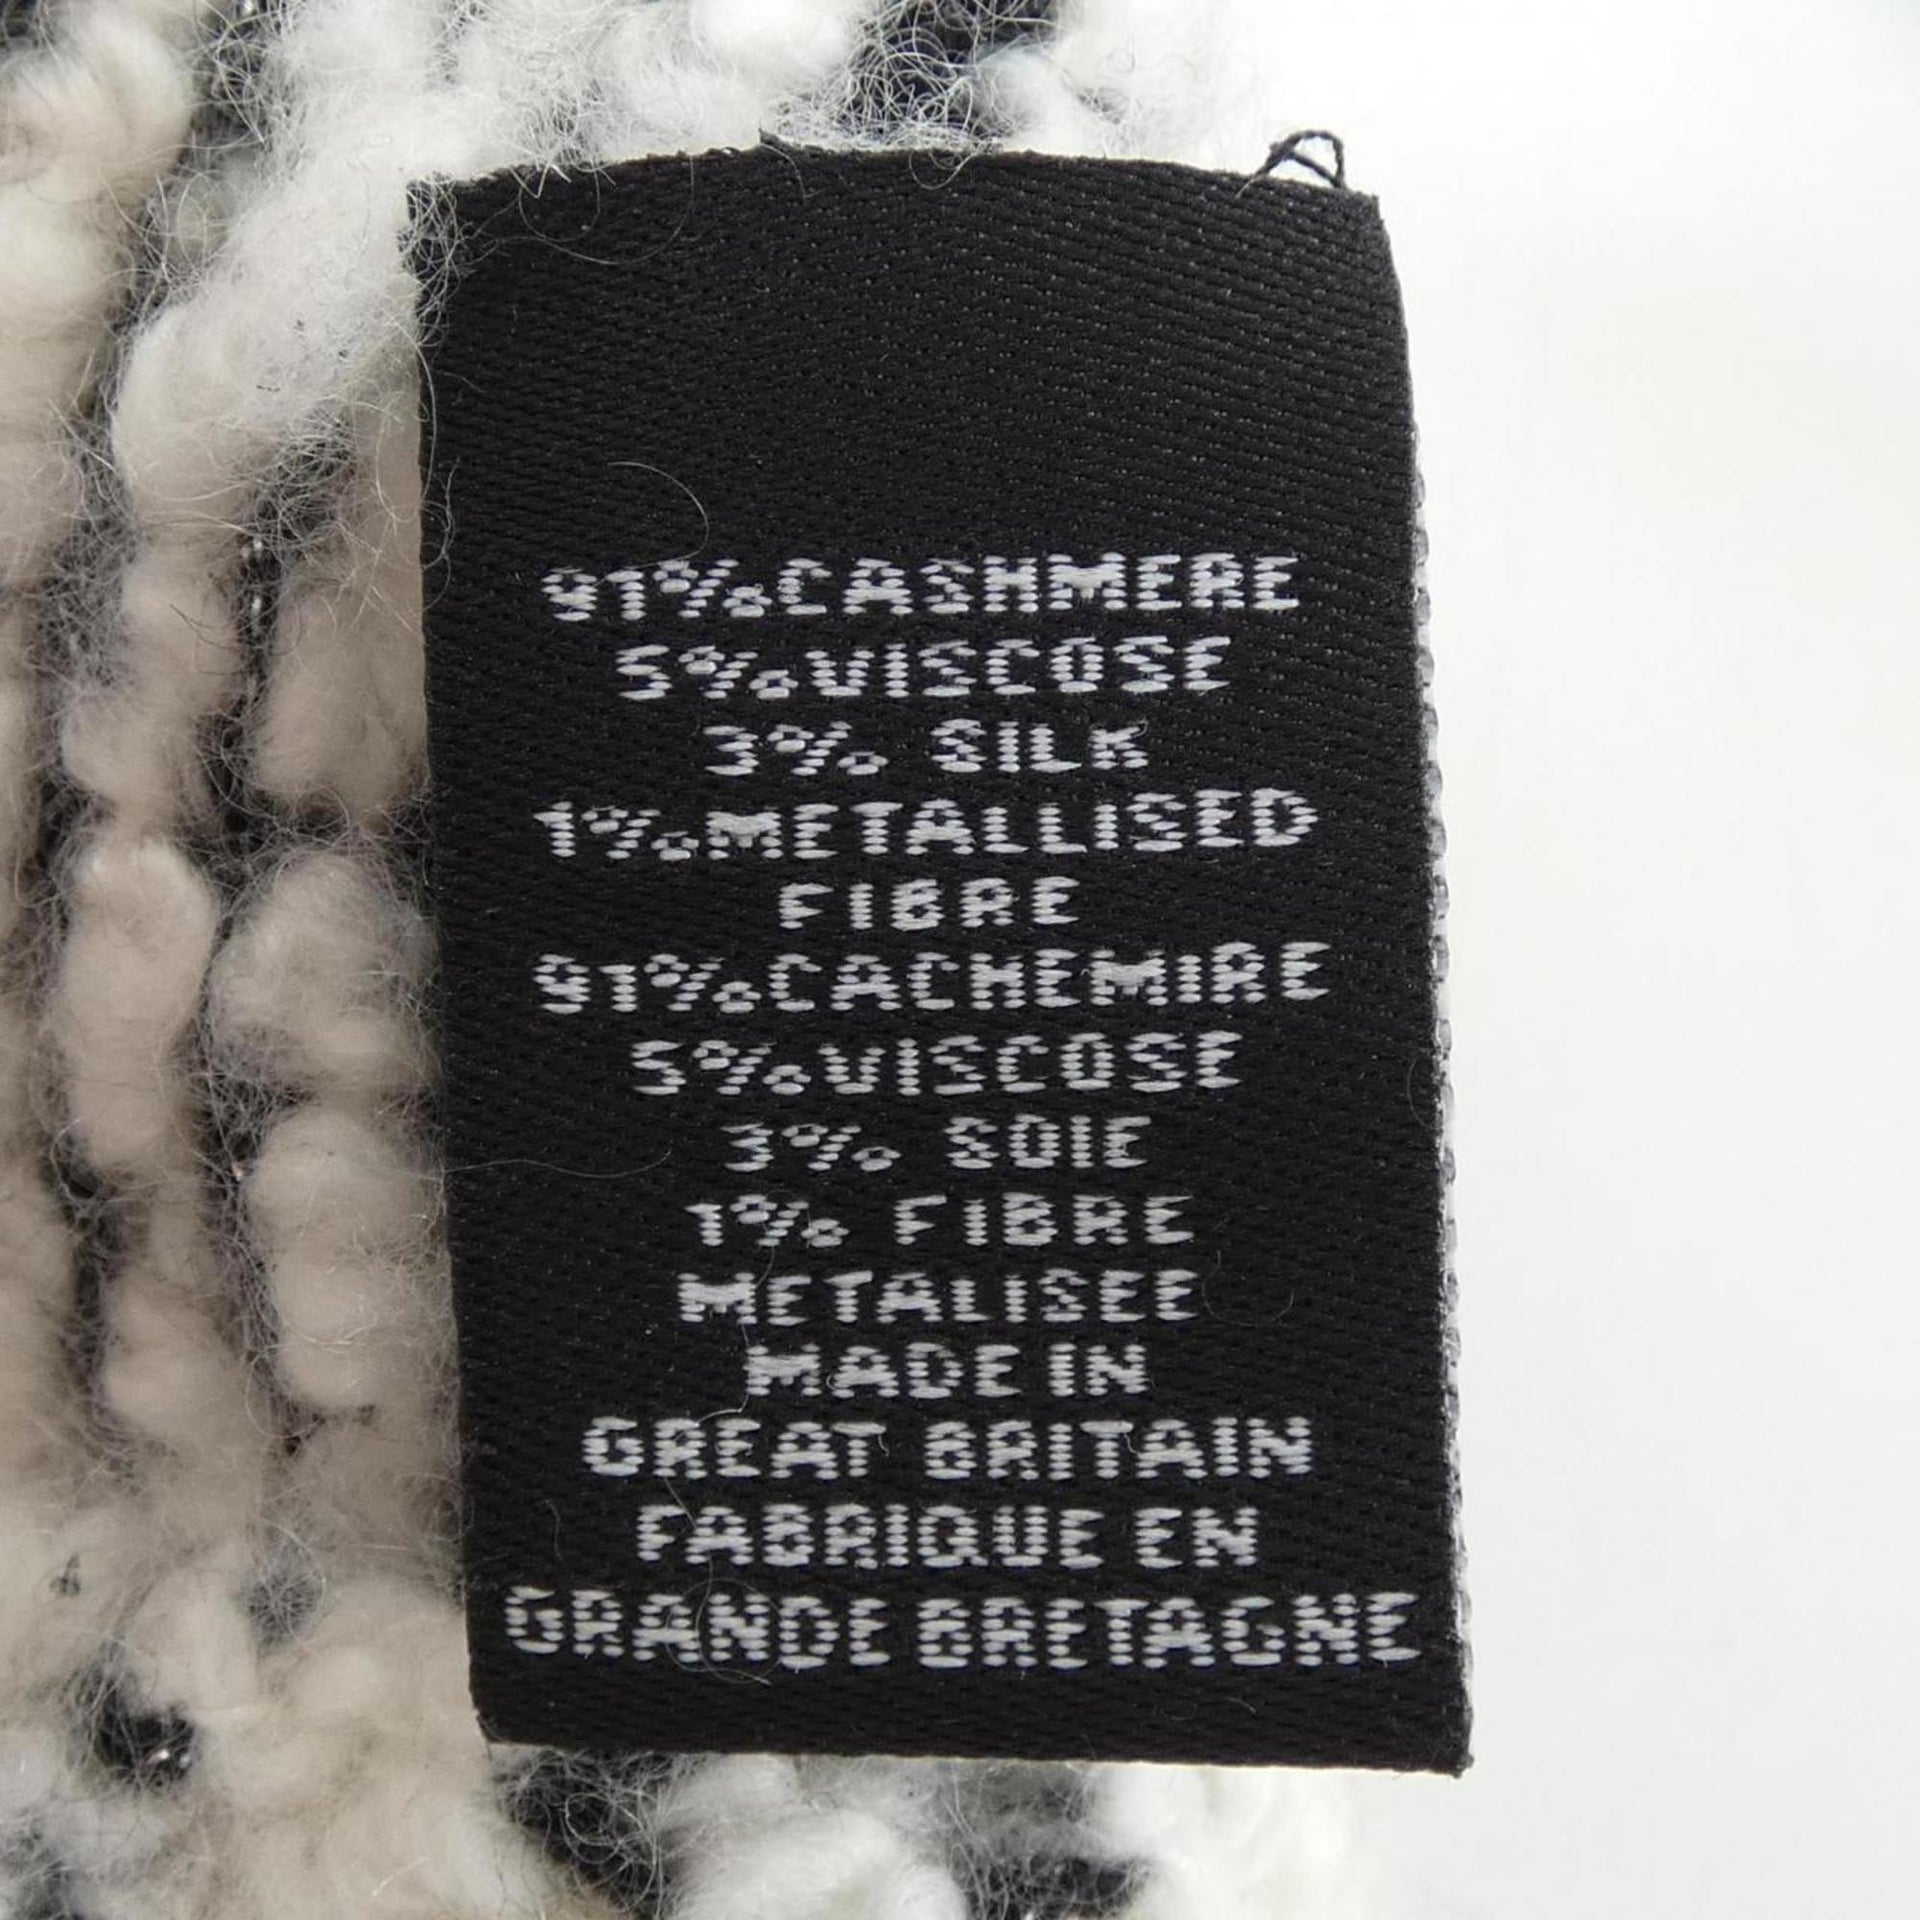 91%CASHMERE
5%VISCOSE
3% SILK
1%METALLISED
FIBRE
91%CACHEMIRE
5%VISCOSE
3% SOIE
1% FIBRE
METALISEE
MADE IN
GREAT BRITAIN
FABRIQUE EN
GRANDE BRETAGNE